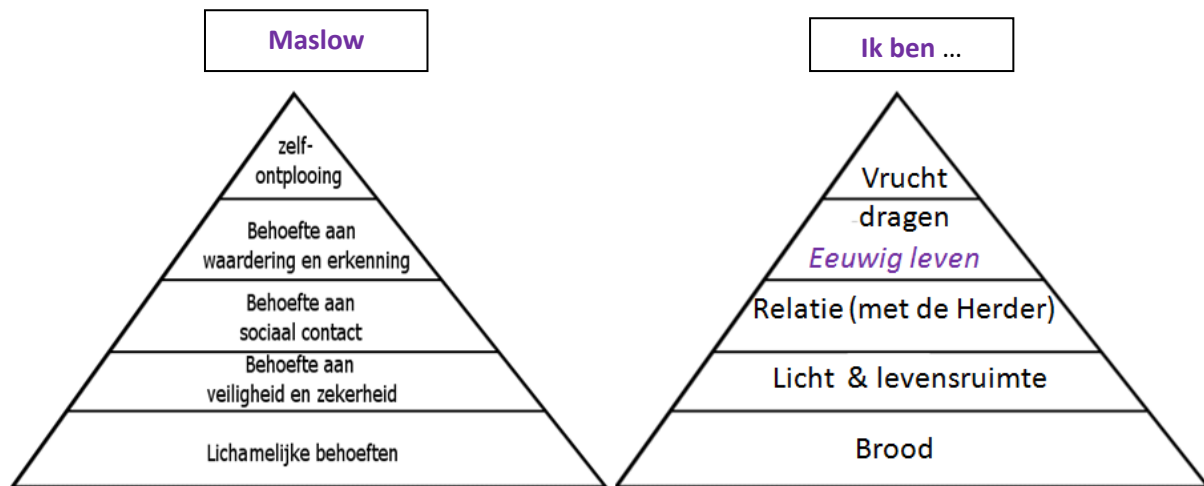 Maslow
zelf-
ontplooing
Behoefte aan
waardering en erkenning
Behoefte aan
sociaal contact
Behoefte aan
veiligheid en zekerheid
Lichamelijke behoeften
Ik ben ...
Vrucht
dragen
Eeuwig leven
Relatie (met de Herder)
Licht & levensruimte
Brood